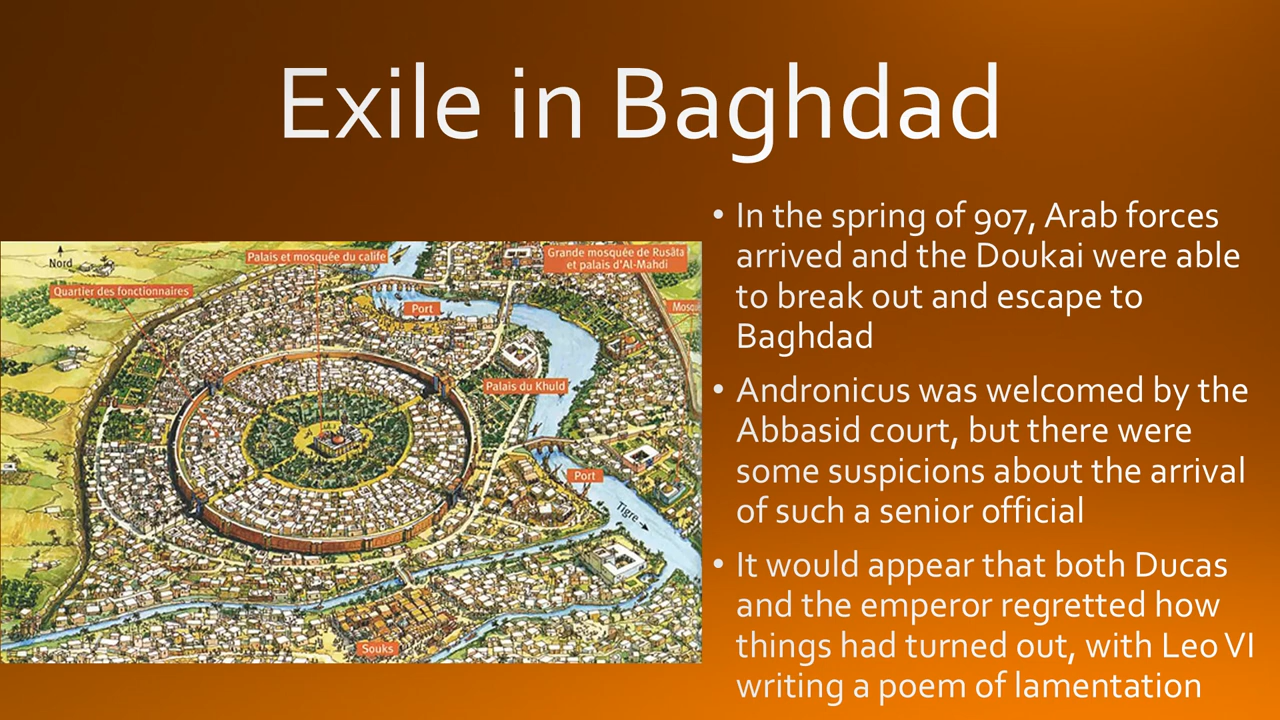 Exile in Baghdad
• In the spring of 907, Arab forces
arrived and the Doukai were able
to break out and escape to
Baghdad
• Andronicus was welcomed by the
Abbasid court, but there were
some suspicions about the arrival
of such a senior official
• It would appear that both Ducas
and the emperor regretted how
things had turned out, with Leo VI
writing a poem of lamentation
Nord
Palais et mosquée du calife
Grande mosquée de Rusāta
et palais d'Al-Mahdi
Quartier des fonctionnaires
Port
Palais du Khuld
Port
Tigre
Souks